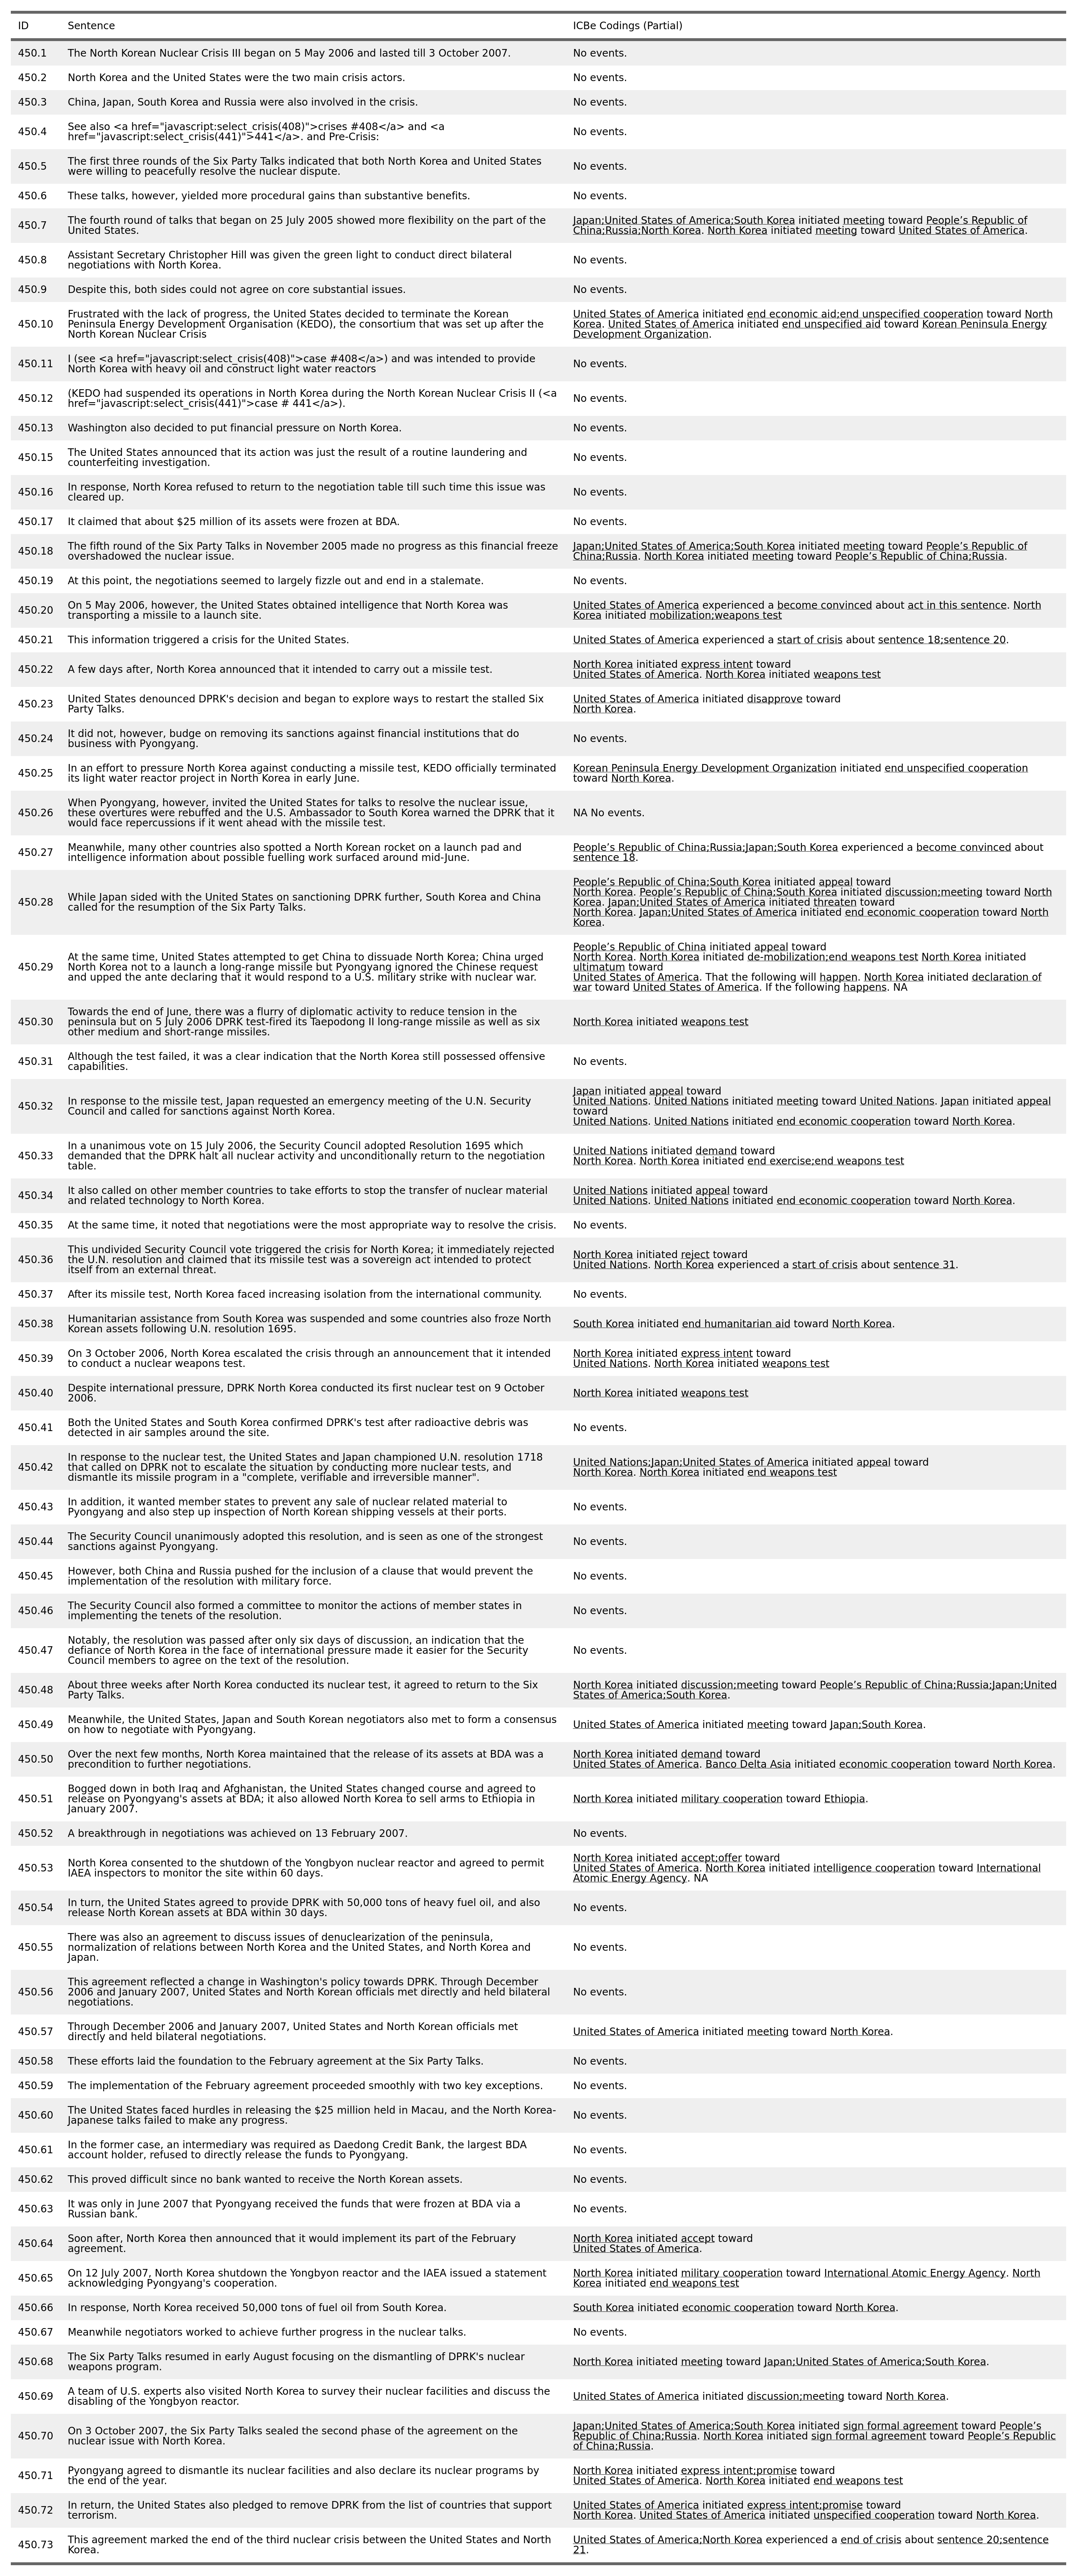 ID Sentence ICBe Codings (Partial)
450.1 The North Korean Nuclear Crisis III began on 5 May 2006 and lasted till 3 October 2007. No events.
450.2 North Korea and the United States were the two main crisis actors. No events.
450.3 China, Japan, South Korea and Russia were also involved in the crisis. No events.
450.4 See also <a href="javascript:select_crisis(408)">crises #408</a> and <a
href="javascript:select_crisis(441)">441</a>. and Pre-Crisis: No events.
450.5 The first three rounds of the Six Party Talks indicated that both North Korea and United States
were willing to peacefully resolve the nuclear dispute. No events.
450.6 These talks, however, yielded more procedural gains than substantive benefits. No events.
450.7 The fourth round of talks that began on 25 July 2005 showed more flexibility on the part of the
United States.
Japan;United States of America;South Korea initiated meeting toward People’s Republic of
China;Russia;North Korea. North Korea initiated meeting toward United States of America.
450.8 Assistant Secretary Christopher Hill was given the green light to conduct direct bilateral
negotiations with North Korea. No events.
450.9 Despite this, both sides could not agree on core substantial issues. No events.
450.10 Frustrated with the lack of progress, the United States decided to terminate the Korean
Peninsula Energy Development Organisation (KEDO), the consortium that was set up after the
North Korean Nuclear Crisis
United States of America initiated end economic aid;end unspecified cooperation toward North
Korea. United States of America initiated end unspecified aid toward Korean Peninsula Energy
Development Organization.
450.11 I (see <a href="javascript:select_crisis(408)">case #408</a>) and was intended to provide
North Korea with heavy oil and construct light water reactors No events.
450.12 (KEDO had suspended its operations in North Korea during the North Korean Nuclear Crisis II (<a
href="javascript:select_crisis(441)">case # 441</a>). No events.
450.13 Washington also decided to put financial pressure on North Korea. No events.
450.15 The United States announced that its action was just the result of a routine laundering and
counterfeiting investigation. No events.
450.16 In response, North Korea refused to return to the negotiation table till such time this issue was
cleared up. No events.
450.17 It claimed that about $25 million of its assets were frozen at BDA. No events.
450.18 The fifth round of the Six Party Talks in November 2005 made no progress as this financial freeze
overshadowed the nuclear issue.
Japan;United States of America;South Korea initiated meeting toward People’s Republic of
China;Russia. North Korea initiated meeting toward People’s Republic of China;Russia.
450.19 At this point, the negotiations seemed to largely fizzle out and end in a stalemate. No events.
450.20 On 5 May 2006, however, the United States obtained intelligence that North Korea was
transporting a missile to a launch site.
United States of America experienced a become convinced about act in this sentence. North
Korea initiated mobilization;weapons test
450.21 This information triggered a crisis for the United States. United States of America experienced a start of crisis about sentence 18;sentence 20.
450.22 A few days after, North Korea announced that it intended to carry out a missile test.
North Korea initiated express intent toward
United States of America. North Korea initiated weapons test
450.23 United States denounced DPRK's decision and began to explore ways to restart the stalled Six
Party Talks.
United States of America initiated disapprove toward
North Korea.
450.24 It did not, however, budge on removing its sanctions against financial institutions that do
business with Pyongyang. No events.
450.25 In an effort to pressure North Korea against conducting a missile test, KEDO officially terminated
its light water reactor project in North Korea in early June.
Korean Peninsula Energy Development Organization initiated end unspecified cooperation
toward North Korea.
450.26 When Pyongyang, however, invited the United States for talks to resolve the nuclear issue,
these overtures were rebuffed and the U.S. Ambassador to South Korea warned the DPRK that it
would face repercussions if it went ahead with the missile test. NA No events.
450.27 Meanwhile, many other countries also spotted a North Korean rocket on a launch pad and
intelligence information about possible fuelling work surfaced around mid-June.
People’s Republic of China;Russia;Japan;South Korea experienced a become convinced about
sentence 18.
450.28 While Japan sided with the United States on sanctioning DPRK further, South Korea and China
called for the resumption of the Six Party Talks.
People’s Republic of China;South Korea initiated appeal toward
North Korea. People’s Republic of China;South Korea initiated discussion;meeting toward North
Korea. Japan;United States of America initiated threaten toward
North Korea. Japan;United States of America initiated end economic cooperation toward North
Korea.
450.29 At the same time, United States attempted to get China to dissuade North Korea; China urged
North Korea not to a launch a long-range missile but Pyongyang ignored the Chinese request
and upped the ante declaring that it would respond to a U.S. military strike with nuclear war.
People’s Republic of China initiated appeal toward
North Korea. North Korea initiated de-mobilization;end weapons test North Korea initiated
ultimatum toward
United States of America. That the following will happen. North Korea initiated declaration of
war toward United States of America. If the following happens. NA
450.30 Towards the end of June, there was a flurry of diplomatic activity to reduce tension in the
peninsula but on 5 July 2006 DPRK test-fired its Taepodong II long-range missile as well as six
other medium and short-range missiles. North Korea initiated weapons test
450.31 Although the test failed, it was a clear indication that the North Korea still possessed offensive
capabilities. No events.
450.32 In response to the missile test, Japan requested an emergency meeting of the U.N. Security
Council and called for sanctions against North Korea.
Japan initiated appeal toward
United Nations. United Nations initiated meeting toward United Nations. Japan initiated appeal
toward
United Nations. United Nations initiated end economic cooperation toward North Korea.
450.33 In a unanimous vote on 15 July 2006, the Security Council adopted Resolution 1695 which
demanded that the DPRK halt all nuclear activity and unconditionally return to the negotiation
table.
United Nations initiated demand toward
North Korea. North Korea initiated end exercise;end weapons test
450.34 It also called on other member countries to take efforts to stop the transfer of nuclear material
and related technology to North Korea.
United Nations initiated appeal toward
United Nations. United Nations initiated end economic cooperation toward North Korea.
450.35 At the same time, it noted that negotiations were the most appropriate way to resolve the crisis. No events.
450.36 This undivided Security Council vote triggered the crisis for North Korea; it immediately rejected
the U.N. resolution and claimed that its missile test was a sovereign act intended to protect
itself from an external threat.
North Korea initiated reject toward
United Nations. North Korea experienced a start of crisis about sentence 31.
450.37 After its missile test, North Korea faced increasing isolation from the international community. No events.
450.38 Humanitarian assistance from South Korea was suspended and some countries also froze North
Korean assets following U.N. resolution 1695. South Korea initiated end humanitarian aid toward North Korea.
450.39 On 3 October 2006, North Korea escalated the crisis through an announcement that it intended
to conduct a nuclear weapons test.
North Korea initiated express intent toward
United Nations. North Korea initiated weapons test
450.40 Despite international pressure, DPRK North Korea conducted its first nuclear test on 9 October
2006. North Korea initiated weapons test
450.41 Both the United States and South Korea confirmed DPRK's test after radioactive debris was
detected in air samples around the site. No events.
450.42 In response to the nuclear test, the United States and Japan championed U.N. resolution 1718
that called on DPRK not to escalate the situation by conducting more nuclear tests, and
dismantle its missile program in a "complete, verifiable and irreversible manner".
United Nations;Japan;United States of America initiated appeal toward
North Korea. North Korea initiated end weapons test
450.43 In addition, it wanted member states to prevent any sale of nuclear related material to
Pyongyang and also step up inspection of North Korean shipping vessels at their ports. No events.
450.44 The Security Council unanimously adopted this resolution, and is seen as one of the strongest
sanctions against Pyongyang. No events.
450.45 However, both China and Russia pushed for the inclusion of a clause that would prevent the
implementation of the resolution with military force. No events.
450.46 The Security Council also formed a committee to monitor the actions of member states in
implementing the tenets of the resolution. No events.
450.47 Notably, the resolution was passed after only six days of discussion, an indication that the
defiance of North Korea in the face of international pressure made it easier for the Security
Council members to agree on the text of the resolution. No events.
450.48 About three weeks after North Korea conducted its nuclear test, it agreed to return to the Six
Party Talks.
North Korea initiated discussion;meeting toward People’s Republic of China;Russia;Japan;United
States of America;South Korea.
450.49 Meanwhile, the United States, Japan and South Korean negotiators also met to form a consensus
on how to negotiate with Pyongyang. United States of America initiated meeting toward Japan;South Korea.
450.50 Over the next few months, North Korea maintained that the release of its assets at BDA was a
precondition to further negotiations.
North Korea initiated demand toward
United States of America. Banco Delta Asia initiated economic cooperation toward North Korea.
450.51 Bogged down in both Iraq and Afghanistan, the United States changed course and agreed to
release on Pyongyang's assets at BDA; it also allowed North Korea to sell arms to Ethiopia in
January 2007. North Korea initiated military cooperation toward Ethiopia.
450.52 A breakthrough in negotiations was achieved on 13 February 2007. No events.
450.53 North Korea consented to the shutdown of the Yongbyon nuclear reactor and agreed to permit
IAEA inspectors to monitor the site within 60 days.
North Korea initiated accept;offer toward
United States of America. North Korea initiated intelligence cooperation toward International
Atomic Energy Agency. NA
450.54 In turn, the United States agreed to provide DPRK with 50,000 tons of heavy fuel oil, and also
release North Korean assets at BDA within 30 days. No events.
450.55 There was also an agreement to discuss issues of denuclearization of the peninsula,
normalization of relations between North Korea and the United States, and North Korea and
Japan. No events.
450.56 This agreement reflected a change in Washington's policy towards DPRK. Through December
2006 and January 2007, United States and North Korean officials met directly and held bilateral
negotiations. No events.
450.57 Through December 2006 and January 2007, United States and North Korean officials met
directly and held bilateral negotiations. United States of America initiated meeting toward North Korea.
450.58 These efforts laid the foundation to the February agreement at the Six Party Talks. No events.
450.59 The implementation of the February agreement proceeded smoothly with two key exceptions. No events.
450.60 The United States faced hurdles in releasing the $25 million held in Macau, and the North Korea-
Japanese talks failed to make any progress. No events.
450.61 In the former case, an intermediary was required as Daedong Credit Bank, the largest BDA
account holder, refused to directly release the funds to Pyongyang. No events.
450.62 This proved difficult since no bank wanted to receive the North Korean assets. No events.
450.63 It was only in June 2007 that Pyongyang received the funds that were frozen at BDA via a
Russian bank. No events.
450.64 Soon after, North Korea then announced that it would implement its part of the February
agreement.
North Korea initiated accept toward
United States of America.
450.65 On 12 July 2007, North Korea shutdown the Yongbyon reactor and the IAEA issued a statement
acknowledging Pyongyang's cooperation.
North Korea initiated military cooperation toward International Atomic Energy Agency. North
Korea initiated end weapons test
450.66 In response, North Korea received 50,000 tons of fuel oil from South Korea. South Korea initiated economic cooperation toward North Korea.
450.67 Meanwhile negotiators worked to achieve further progress in the nuclear talks. No events.
450.68 The Six Party Talks resumed in early August focusing on the dismantling of DPRK's nuclear
weapons program. North Korea initiated meeting toward Japan;United States of America;South Korea.
450.69 A team of U.S. experts also visited North Korea to survey their nuclear facilities and discuss the
disabling of the Yongbyon reactor. United States of America initiated discussion;meeting toward North Korea.
450.70 On 3 October 2007, the Six Party Talks sealed the second phase of the agreement on the
nuclear issue with North Korea.
Japan;United States of America;South Korea initiated sign formal agreement toward People’s
Republic of China;Russia. North Korea initiated sign formal agreement toward People’s Republic
of China;Russia.
450.71 Pyongyang agreed to dismantle its nuclear facilities and also declare its nuclear programs by
the end of the year.
North Korea initiated express intent;promise toward
United States of America. North Korea initiated end weapons test
450.72 In return, the United States also pledged to remove DPRK from the list of countries that support
terrorism.
United States of America initiated express intent;promise toward
North Korea. United States of America initiated unspecified cooperation toward North Korea.
450.73 This agreement marked the end of the third nuclear crisis between the United States and North
Korea.
United States of America;North Korea experienced a end of crisis about sentence 20;sentence
21.